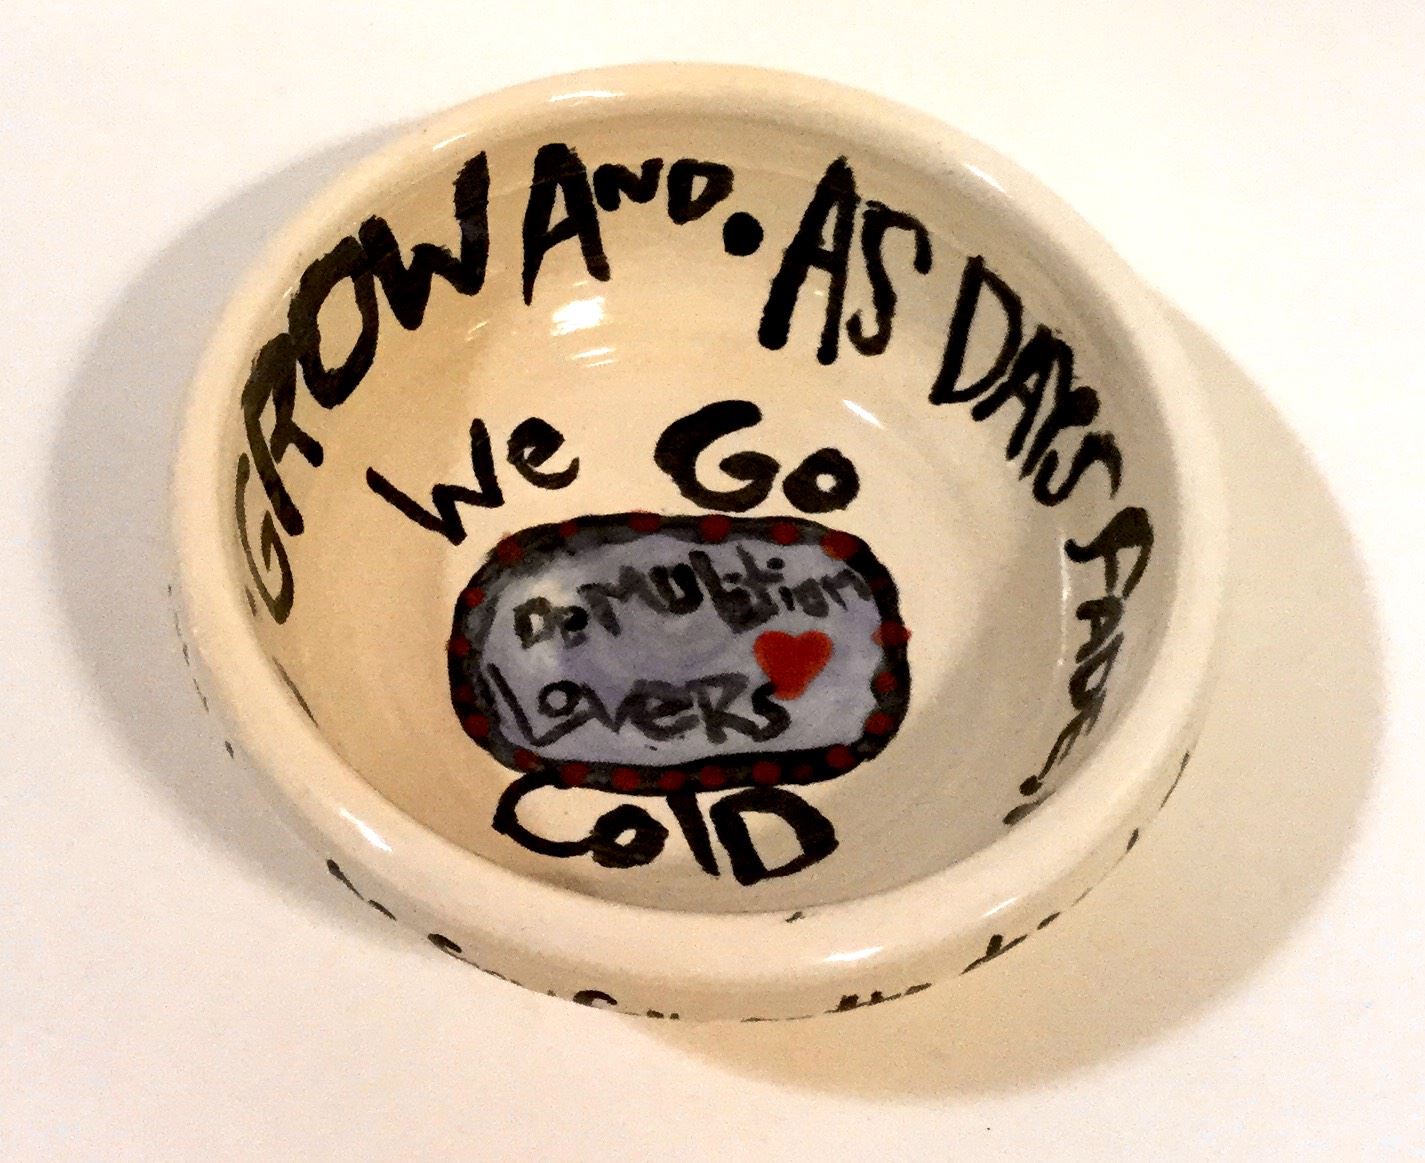 AS DAYS FADE.
GROW AND.
We Go
DeMOLition
LOVeRS
ColD